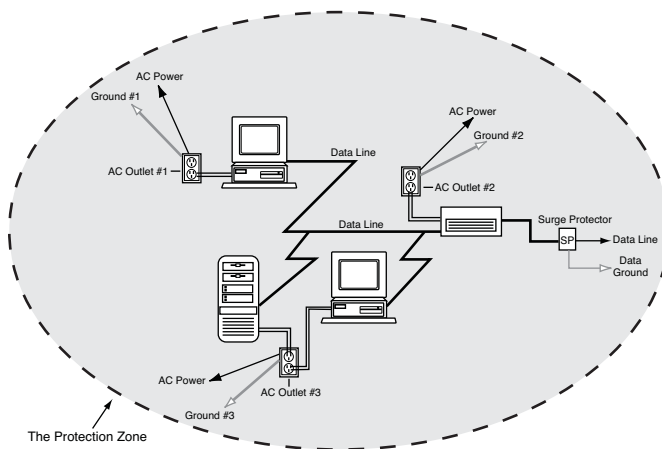 AC Power
Ground #1
AC Outlet #1
Data Line
AC Power
Ground #2
AC Outlet #2
Data Line
Surge Protector
SP
Data Line
Data
Ground
AC Power
AC Outlet #3
Ground #3
The Protection Zone